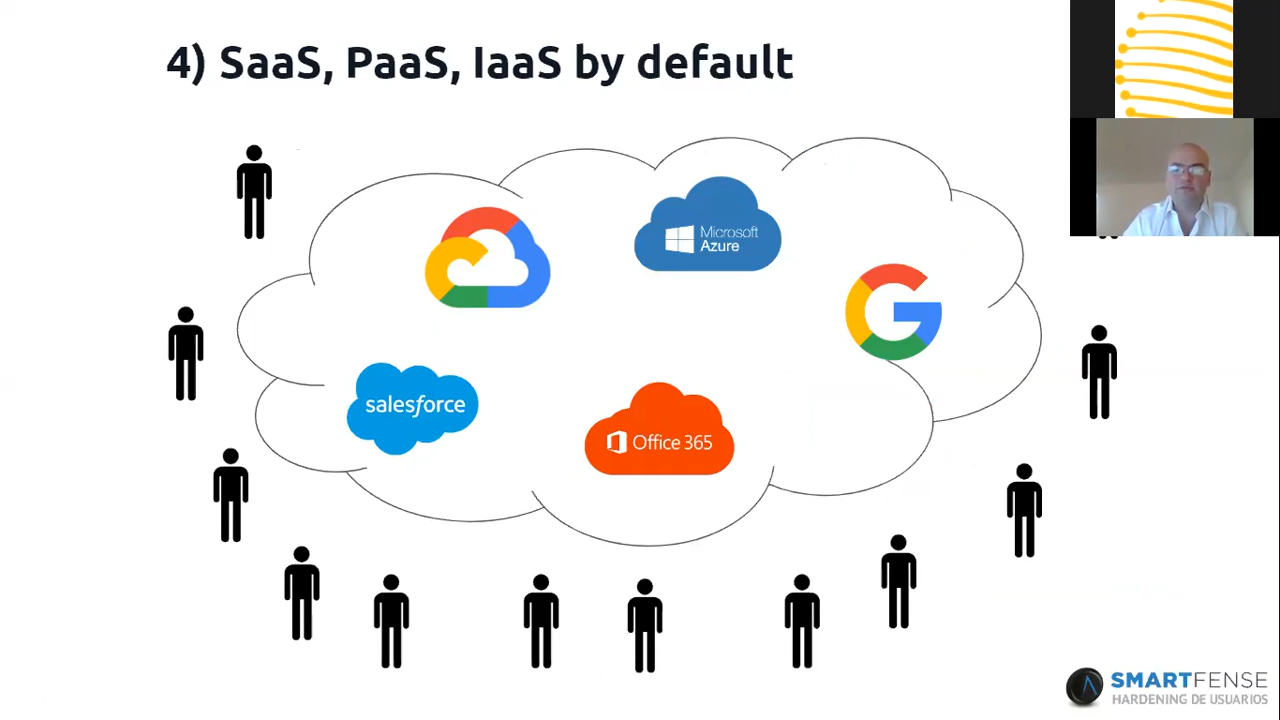 4) SaaS, PaaS, IaaS by default
Microsoft
Azure
salesforce
Office 365
SMARTFENSE
HARDENING DE USUARIOS